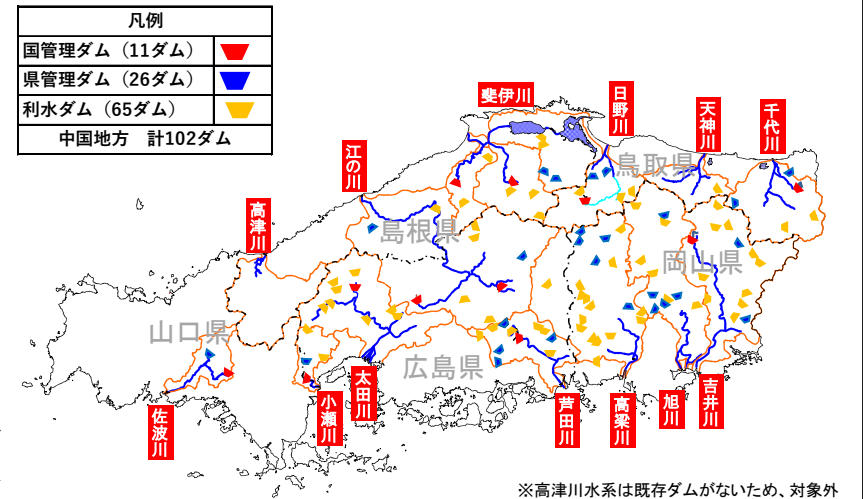 凡例
国管理ダム（11ダム）
県管理ダム（26ダム）
利水ダム（65ダム）
中国地方　計102ダム
斐伊川
日野川
天神川
千代川
江の川
高津川
鳥取県
島根県
岡山県
山口県
広島県
佐波川
小瀬川
太田川
芦田川
高梁川
旭川
吉井川
※高津川水系は既存ダムがないため、対象外